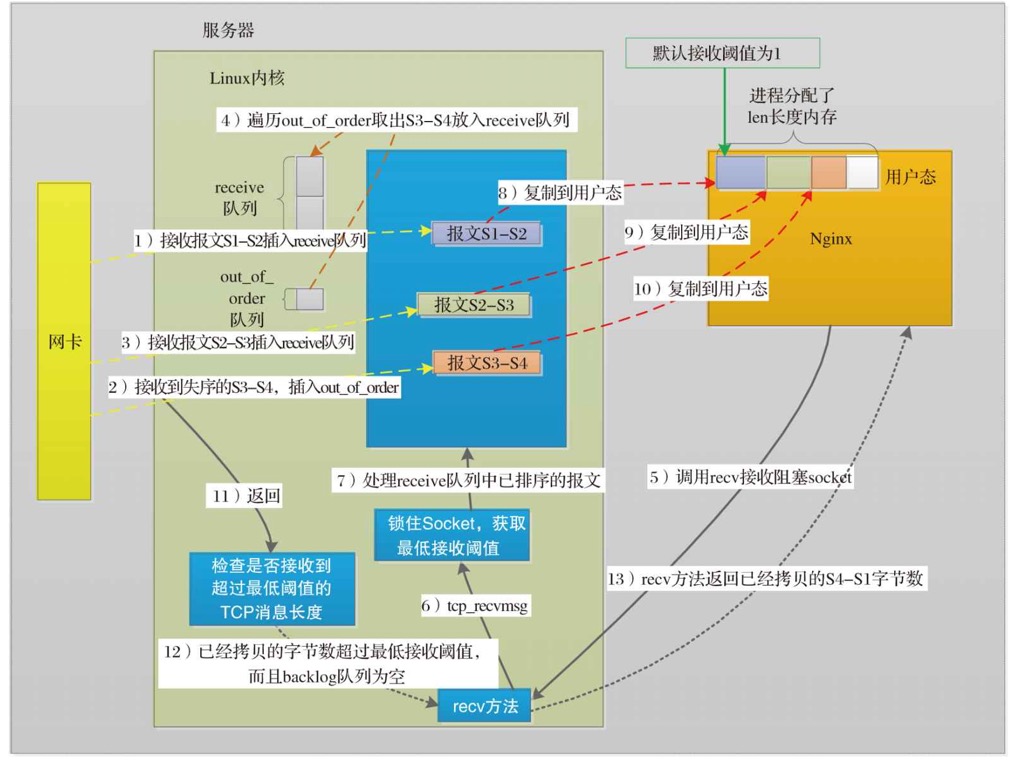 服务器
默认接收阈值为1
Linux内核
进程分配了
len长度内存
4）遍历out_of_order取出S3-S4放入receive队列
receive
队列
用户态
8）复制到用户态
1）接收报文S1-S2插入receive队列
报文S1-S2
9）复制到用户态
Nginx
out_of_
order
队列
10）复制到用户态
报文S2-S3
网卡
3）接收报文S2-S3插入receive队列
报文S3-S4
2）接收到失序的S3-S4，插入out_of_order
7）处理receive队列中已排序的报文
5）调用recv接收阻塞socket
11）返回
锁住Socket，获取
最低接收阈值
检查是否接收到
超过最低阈值的
TCP消息长度
13）recv方法返回已经拷贝的S4-S1字节数
6）tcp_recvmsg
12）已经拷贝的字节数超过最低接收阈值，
而且backlog队列为空
recv方法